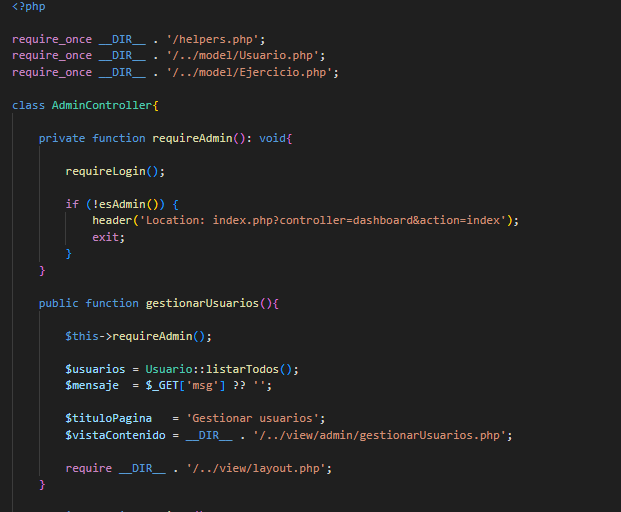 <?php
require_once __DIR__ . '/helpers.php';
require_once __DIR__ . '/../model/Usuario.php';
require_once __DIR__ . '/../model/Ejercicio.php';
class AdminController{
private function requireAdmin(): void{
requireLogin();
if (!esAdmin()) {
header('Location: index.php?controller=dashboard&action=index');
exit;
}
}
public function gestionarUsuarios(){
$this->requireAdmin();
$usuarios = Usuario::listarTodos();
$mensaje  = $_GET['msg'] ?? '';
$tituloPagina   = 'Gestionar usuarios';
$vistaContenido = __DIR__ . '/../view/admin/gestionarUsuarios.php';
require __DIR__ . '/../view/layout.php';
}